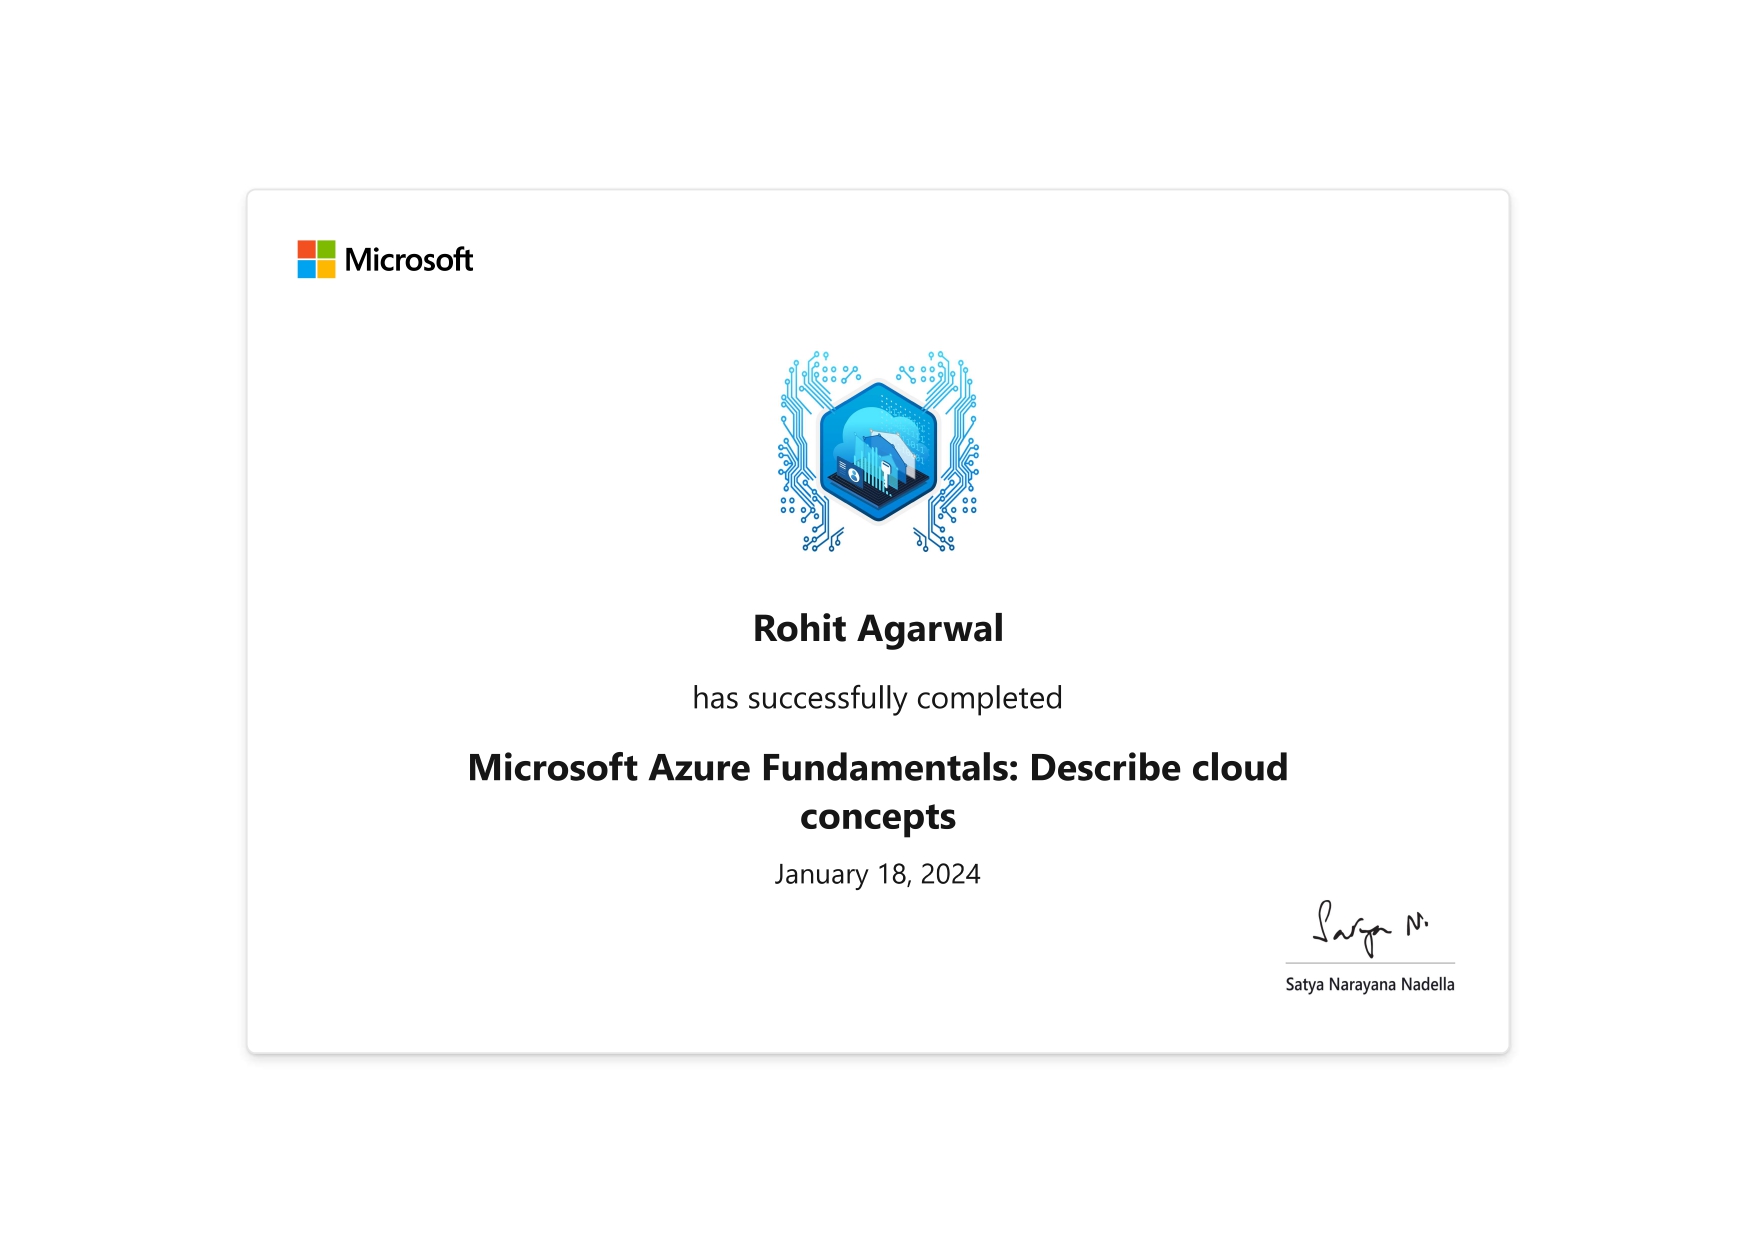 Microsoft
Rohit Agarwal
has successfully completed
Microsoft Azure Fundamentals: Describe cloud
concepts
January 18, 2024
Satya N.
Satya Narayana Nadella